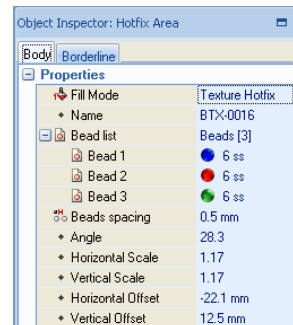 Object Inspector: Hotfix Area
Body Borderline
Properties
Fill Mode Texture Hotfix
Name BTX-0016
Bead list Beads [3]
Bead 1 6 ss
Bead 2 6 ss
Bead 3 6 ss
Beads spacing 0.5 mm
Angle 28.3
Horizontal Scale 1.17
Vertical Scale 1.17
Horizontal Offset -22.1 mm
Vertical Offset 12.5 mm